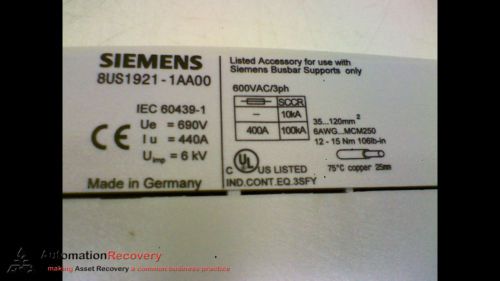 SIEMENS
8US1921-1AA00
IEC 60439-1
Ue = 690V
Iu = 440A
Uimp = 6 kV
CE
Made in Germany
Listed Accessory for use with
Siemens Busbar Supports only
600VAC/3ph
SCCR
- 10kA
400A 100kA
35...120mm²
6AWG...MCM250
12 - 15 Nm 106lb-in
75°C copper 25mm
C UL US LISTED
IND.CONT.EQ.3SFY
AutomationRecovery
making Asset Recovery a common business practice